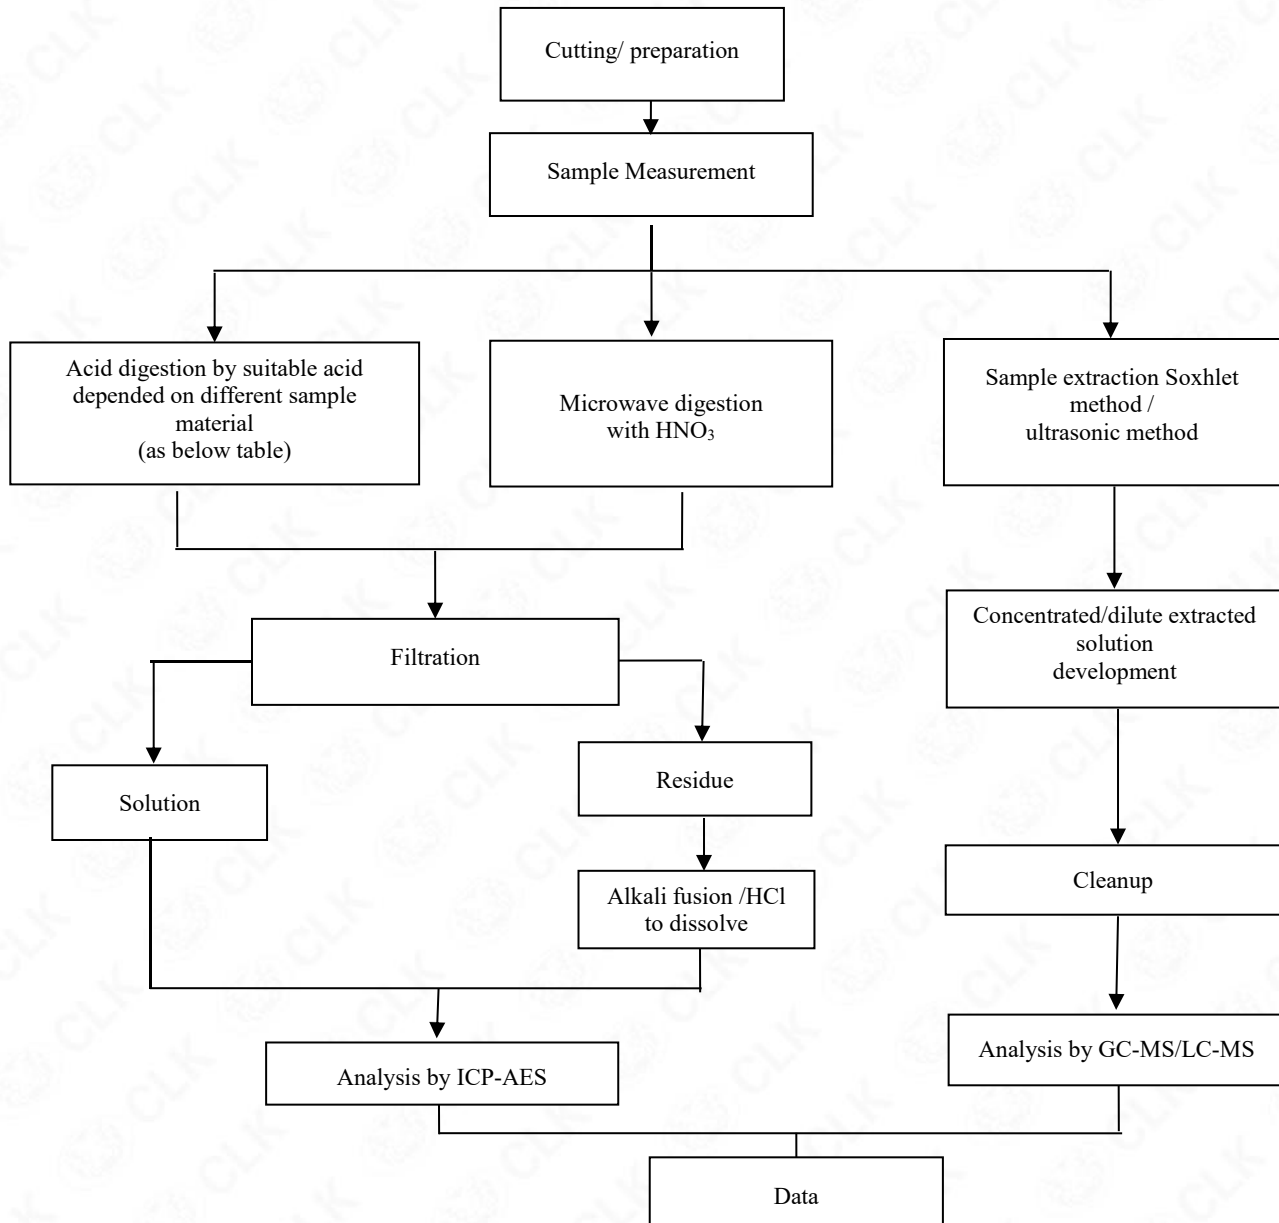 Cutting/ preparation
Sample Measurement
Acid digestion by suitable acid
depended on different sample
material
(as below table)
Microwave digestion
with HNO₃
Sample extraction Soxhlet
method /
ultrasonic method
Concentrated/dilute extracted
solution
development
Filtration
Solution
Residue
Cleanup
Alkali fusion /HCl
to dissolve
Analysis by ICP-AES
Analysis by GC-MS/LC-MS
Data
CLK